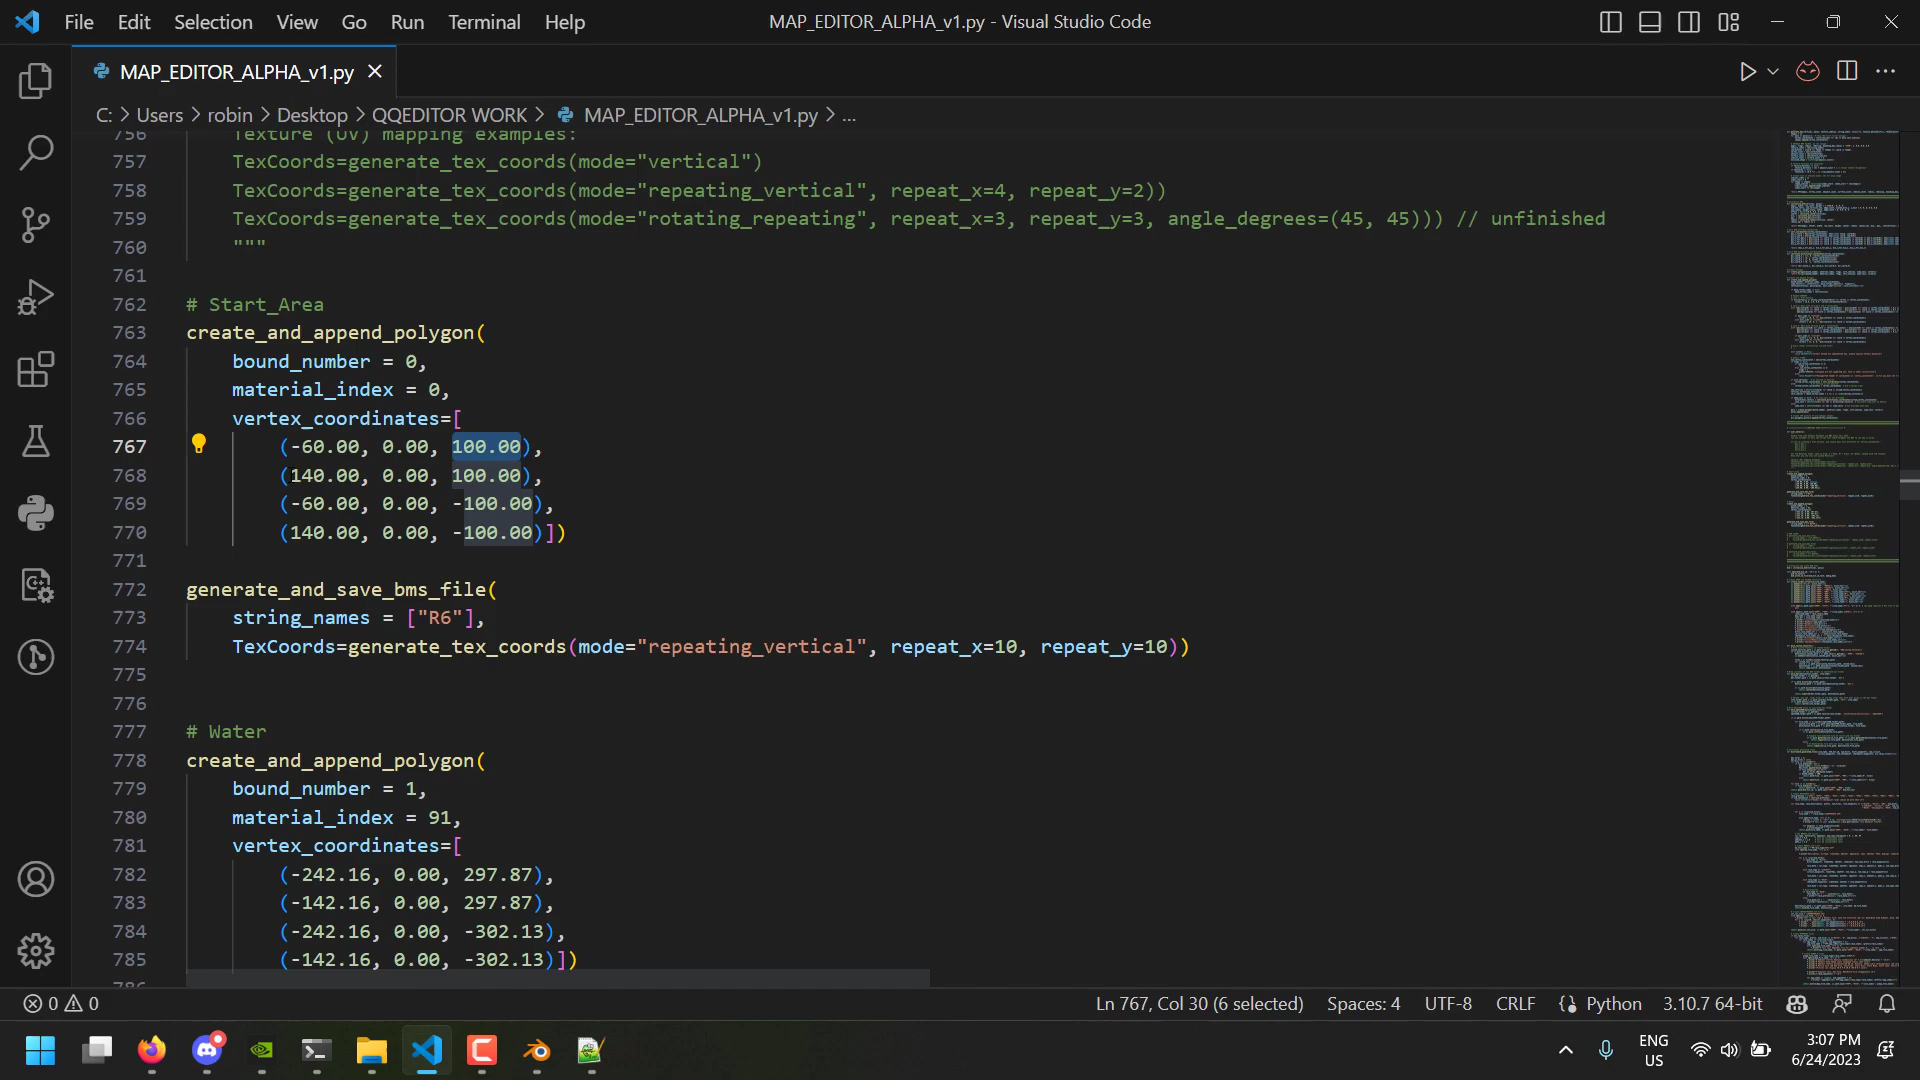 File Edit Selection View Go Run Terminal Help
MAP_EDITOR_ALPHA_v1.py - Visual Studio Code
MAP_EDITOR_ALPHA_v1.py
C: > Users > robin > Desktop > QQEDITOR WORK > MAP_EDITOR_ALPHA_v1.py > ...
756 Texture (UV) mapping examples:
757 TexCoords=generate_tex_coords(mode="vertical")
758 TexCoords=generate_tex_coords(mode="repeating_vertical", repeat_x=4, repeat_y=2))
759 TexCoords=generate_tex_coords(mode="rotating_repeating", repeat_x=3, repeat_y=3, angle_degrees=(45, 45))) // unfinished
760 """
761
762 # Start_Area
763 create_and_append_polygon(
764 bound_number = 0,
765 material_index = 0,
766 vertex_coordinates=[
767 (-60.00, 0.00, 100.00),
768 (140.00, 0.00, 100.00),
769 (-60.00, 0.00, -100.00),
770 (140.00, 0.00, -100.00)])
771
772 generate_and_save_bms_file(
773 string_names = ["R6"],
774 TexCoords=generate_tex_coords(mode="repeating_vertical", repeat_x=10, repeat_y=10))
775
776
777 # Water
778 create_and_append_polygon(
779 bound_number = 1,
780 material_index = 91,
781 vertex_coordinates=[
782 (-242.16, 0.00, 297.87),
783 (-142.16, 0.00, 297.87),
784 (-242.16, 0.00, -302.13),
785 (-142.16, 0.00, -302.13)])
786
0 0 Ln 767, Col 30 (6 selected) Spaces: 4 UTF-8 CRLF Python 3.10.7 64-bit
ENG
US
3:07 PM
6/24/2023